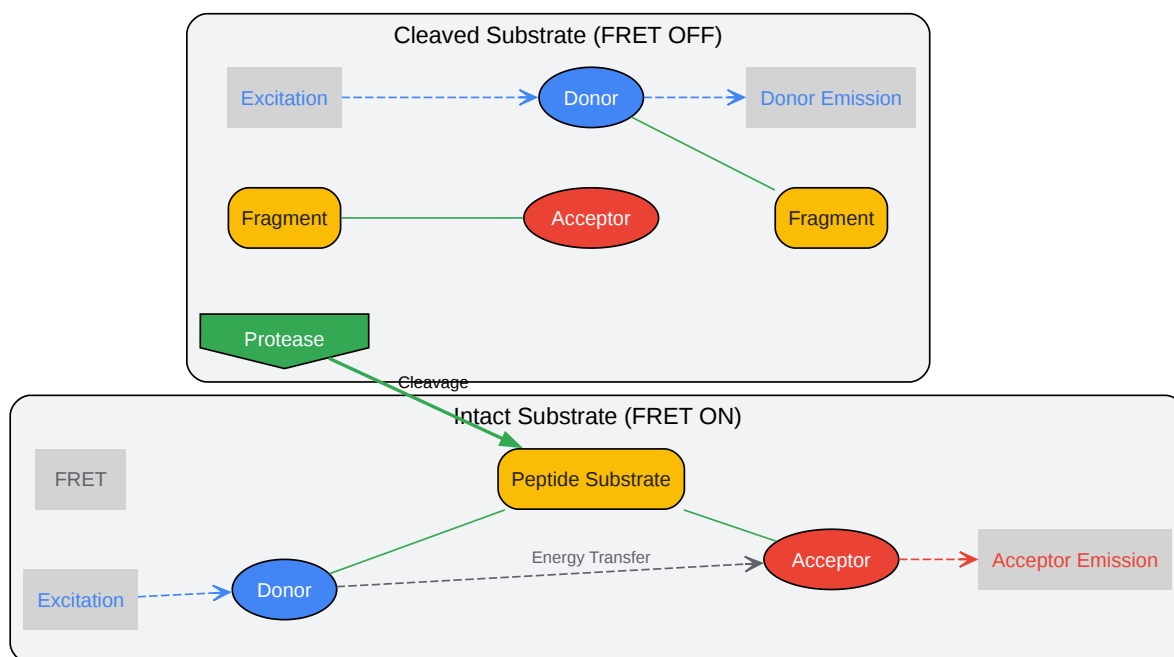 Cleaved Substrate (FRET OFF)
Excitation
Donor
Donor Emission
Fragment
Acceptor
Fragment
Protease
Cleavage
Intact Substrate (FRET ON)
FRET
Peptide Substrate
Energy Transfer
Acceptor
Acceptor Emission
Excitation
Donor